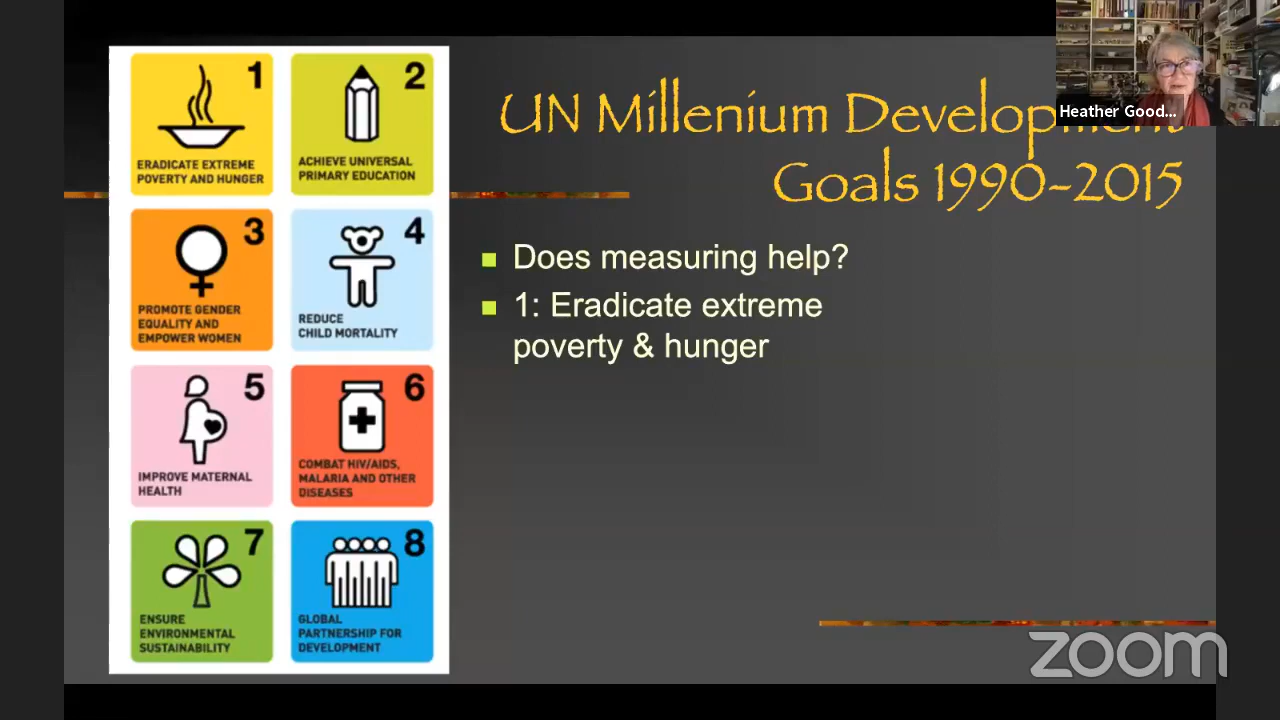 1
ERADICATE EXTREME
POVERTY AND HUNGER
2
ACHIEVE UNIVERSAL
PRIMARY EDUCATION
3
PROMOTE GENDER
EQUALITY AND
EMPOWER WOMEN
4
REDUCE
CHILD MORTALITY
5
IMPROVE MATERNAL
HEALTH
6
COMBAT HIV/AIDS,
MALARIA AND OTHER
DISEASES
7
ENSURE
ENVIRONMENTAL
SUSTAINABILITY
8
GLOBAL
PARTNERSHIP FOR
DEVELOPMENT
UN Millenium Development
Goals 1990-2015
Does measuring help?
1: Eradicate extreme
poverty & hunger
Heather Good...
zoom